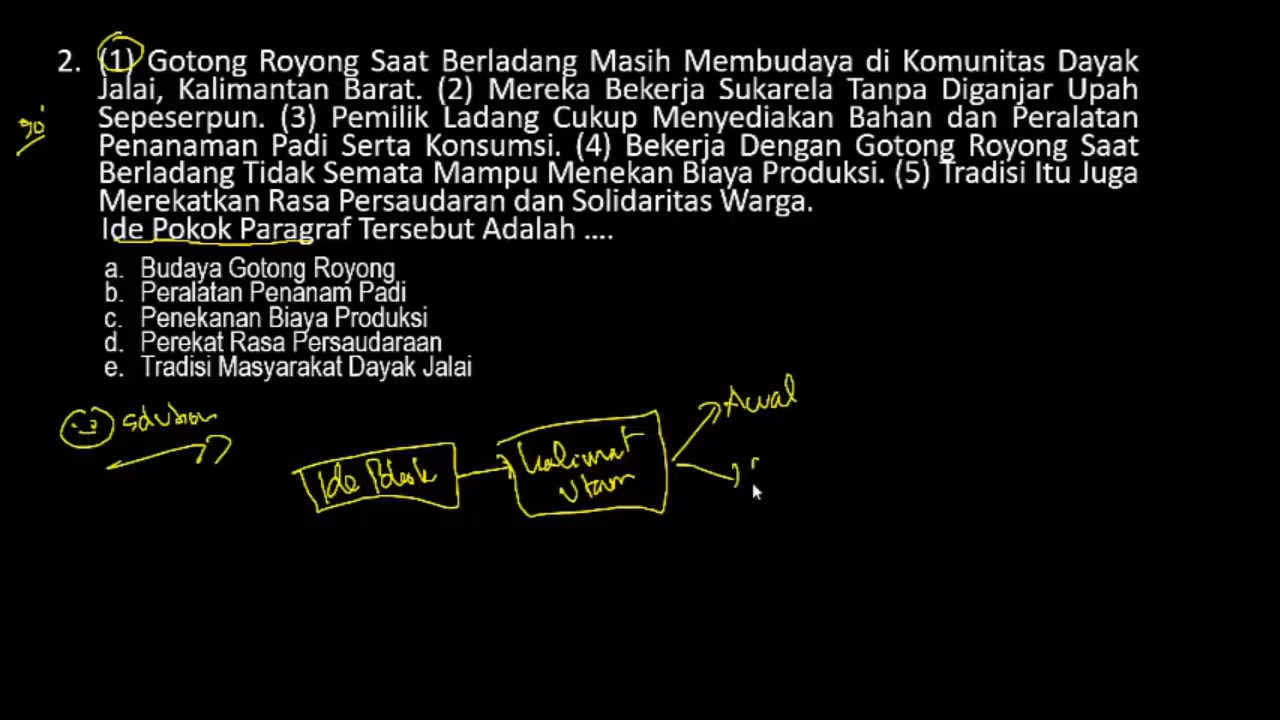 2. (1) Gotong Royong Saat Berladang Masih Membudaya di Komunitas Dayak
Jalai, Kalimantan Barat. (2) Mereka Bekerja Sukarela Tanpa Diganjar Upah
Sepeserpun. (3) Pemilik Ladang Cukup Menyediakan Bahan dan Peralatan
Penanaman Padi Serta Konsumsi. (4) Bekerja Dengan Gotong Royong Saat
Berladang Tidak Semata Mampu Menekan Biaya Produksi. (5) Tradisi Itu Juga
Merekatkan Rasa Persaudaran dan Solidaritas Warga.
Ide Pokok Paragraf Tersebut Adalah ....
a. Budaya Gotong Royong
b. Peralatan Penanam Padi
c. Penekanan Biaya Produksi
d. Perekat Rasa Persaudaraan
e. Tradisi Masyarakat Dayak Jalai
solution
Ide Pokok
Kalimat
Utama
Awal